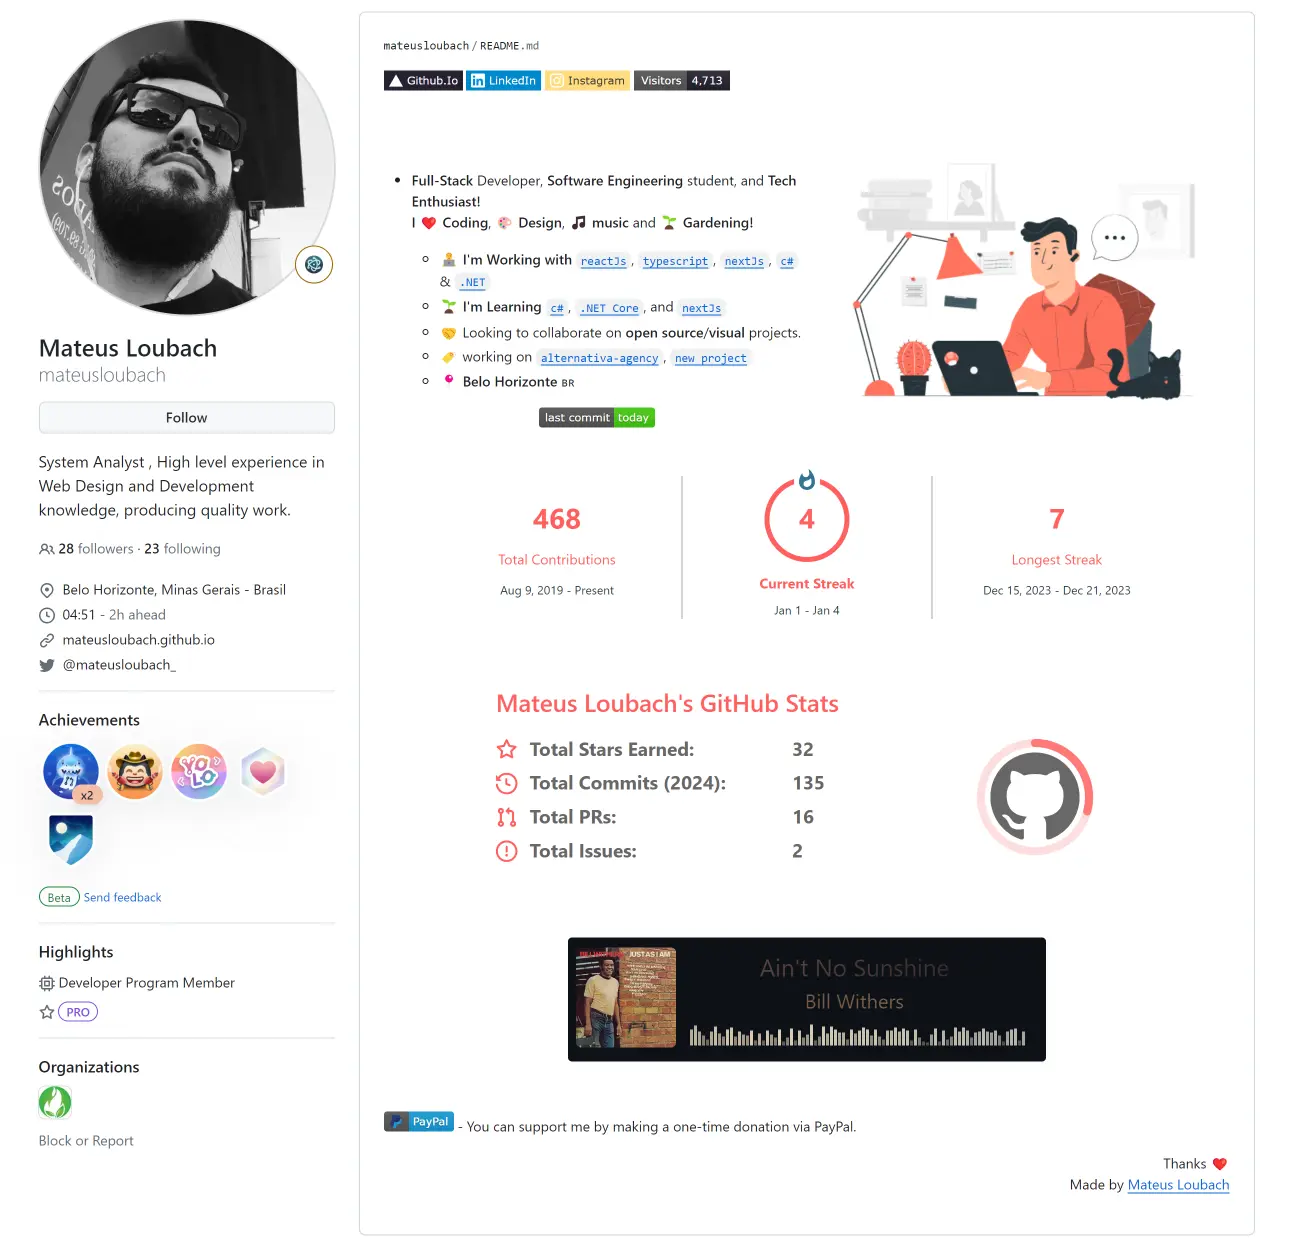 Mateus Loubach
mateusloubach
Follow
System Analyst , High level experience in
Web Design and Development
knowledge, producing quality work.
28 followers · 23 following
Belo Horizonte, Minas Gerais - Brasil
04:51 - 2h ahead
mateusloubach.github.io
@mateusloubach_
Achievements
YOLO
x2
Beta Send feedback
Highlights
Developer Program Member
PRO
Organizations
Block or Report
mateusloubach / README.md
Github.Io LinkedIn Instagram Visitors 4,713
Full-Stack Developer, Software Engineering student, and Tech
Enthusiast!
I ❤️ Coding, 🎨 Design, 🎵 music and 🌱 Gardening!
I'm Working with reactJs , typescript , nextJs , c#
& .NET
I'm Learning c# , .NET Core , and nextJs
Looking to collaborate on open source/visual projects.
working on alternativa-agency , new project
Belo Horizonte BR
last commit today
468
Total Contributions
Aug 9, 2019 - Present
4
Current Streak
Jan 1 - Jan 4
7
Longest Streak
Dec 15, 2023 - Dec 21, 2023
Mateus Loubach's GitHub Stats
Total Stars Earned: 32
Total Commits (2024): 135
Total PRs: 16
Total Issues: 2
JUST AS I AM
Ain't No Sunshine
Bill Withers
PayPal - You can support me by making a one-time donation via PayPal.
Thanks ❤️
Made by Mateus Loubach